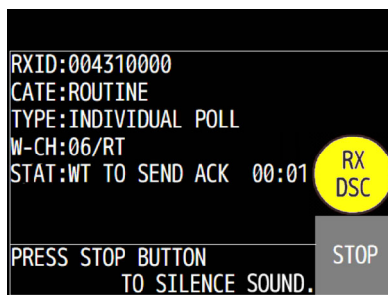 RXID:004310000
CATE:ROUTINE
TYPE:INDIVIDUAL POLL
W-CH:06/RT
STAT:WT TO SEND ACK 00:01
RX
DSC
PRESS STOP BUTTON
TO SILENCE SOUND.
STOP